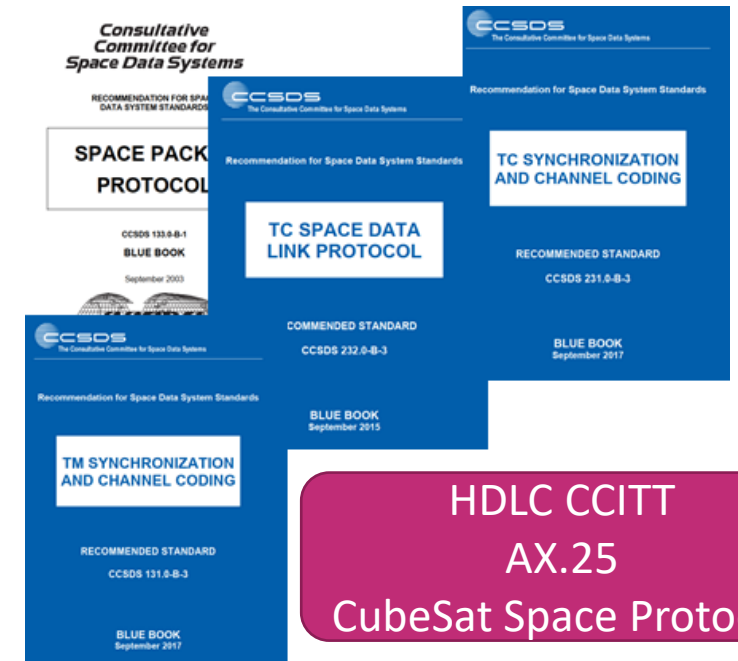 Consultative
Committee for
Space Data Systems
RECOMMENDATION FOR SPA
DATA SYSTEM STANDARDS
SPACE PACK
PROTOCOL
CCSDS 133.0-B-1
BLUE BOOK
September 2003
CCSDS
The Consultative Committee for Space Data Systems
Recommendation for Space Data System Standards
TC SPACE DATA
LINK PROTOCOL
COMMENDED STANDARD
CCSDS 232.0-B-3
BLUE BOOK
September 2015
CCSDS
The Consultative Committee for Space Data Systems
Recommendation for Space Data System Standards
TC SYNCHRONIZATION
AND CHANNEL CODING
RECOMMENDED STANDARD
CCSDS 231.0-B-3
BLUE BOOK
September 2017
CCSDS
The Consultative Committee for Space Data Systems
Recommendation for Space Data System Standards
TM SYNCHRONIZATION
AND CHANNEL CODING
RECOMMENDED STANDARD
CCSDS 131.0-B-3
BLUE BOOK
September 2017
HDLC CCITT
AX.25
CubeSat Space Proto